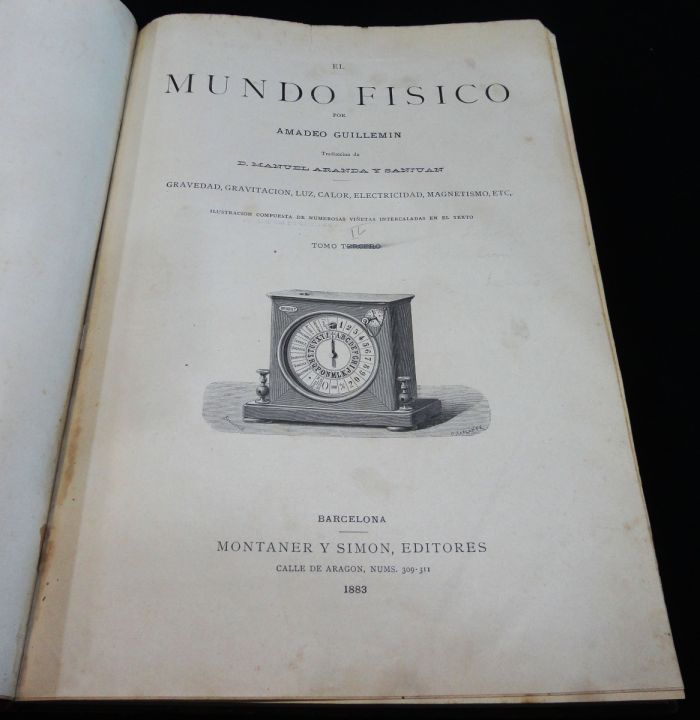 EL
MUNDO FISICO
POR
AMADEO GUILLEMIN
Traduccion de
D. MANUEL ARANDA Y SANJUAN
GRAVEDAD, GRAVITACION, LUZ, CALOR, ELECTRICIDAD, MAGNETISMO, ETC.
ILUSTRACION COMPUESTA DE NUMEROSAS VIÑETAS INTERCALADAS EN EL TEXTO
TOMO TERCERO
BARCELONA
MONTANER Y SIMON, EDITORES
CALLE DE ARAGON, NUMS. 309-311
1883